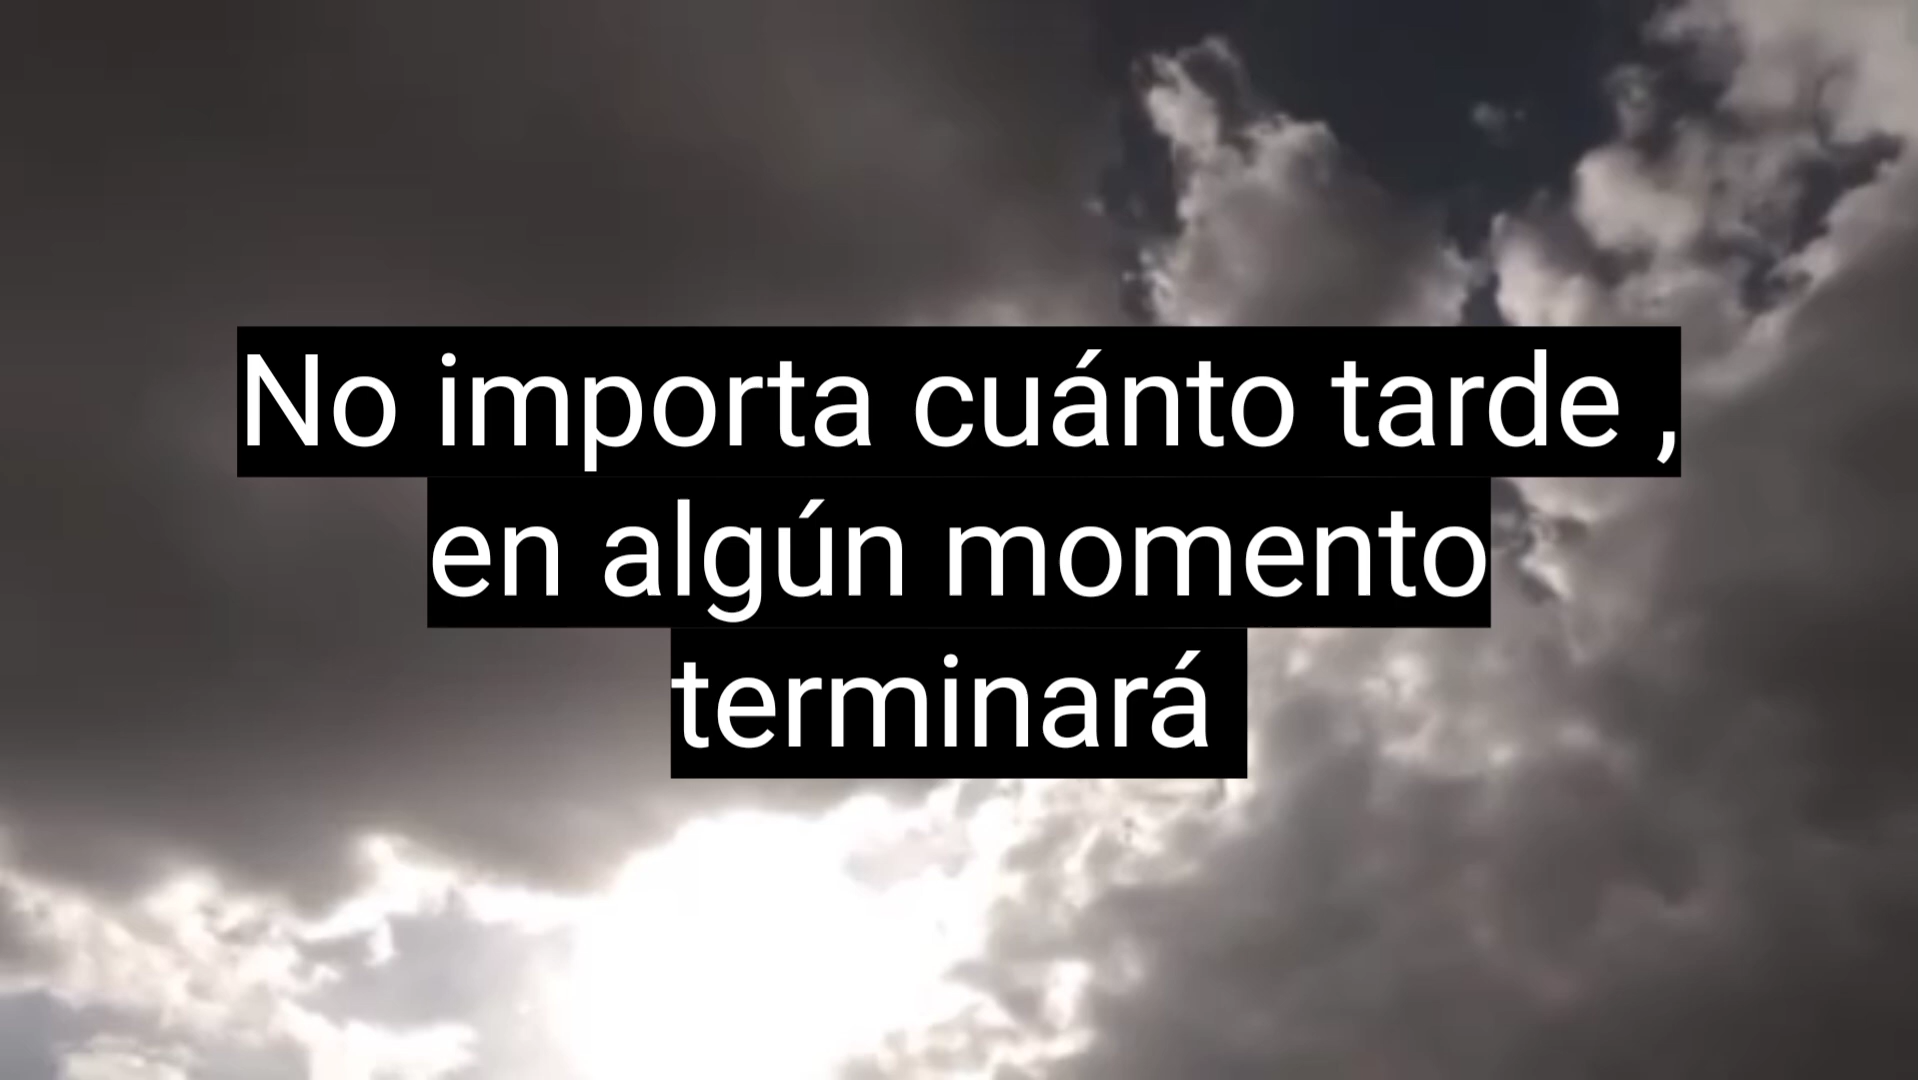 No importa cuánto tarde ,
en algún momento
terminará